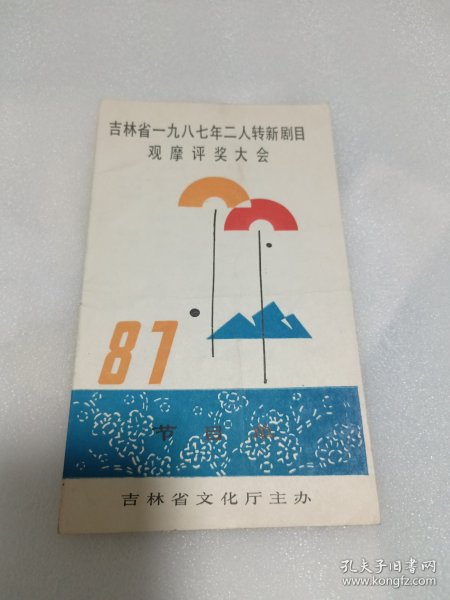 吉林省一九八七年二人转新剧目
观摩评奖大会
87
节目单
吉林省文化厅主办
孔夫子旧书网
www.kongfz.com